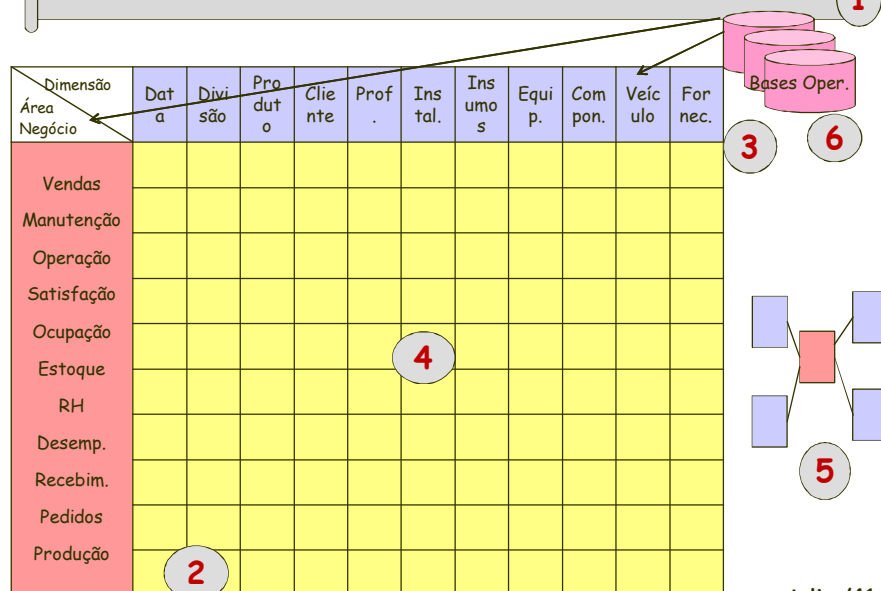 1
Bases Oper.
Dimensão
Área
Negócio
Dat
a
Divi
são
Pro
dut
o
Clie
nte
Prof
.
Ins
tal.
Ins
umo
s
Equi
p.
Com
pon.
Veíc
ulo
For
nec.
3
6
Vendas
Manutenção
Operação
Satisfação
Ocupação
Estoque
RH
Desemp.
Recebim.
Pedidos
Produção
4
5
2